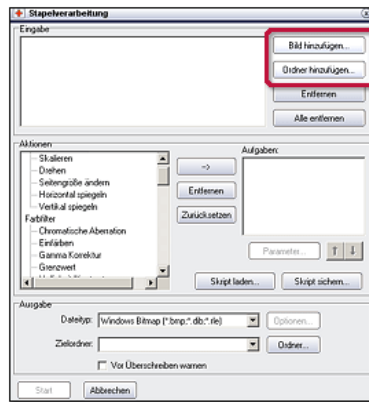 Stapelverarbeitung
Eingabe
Bild hinzufügen...
Ordner hinzufügen...
Entfernen
Alle entfernen
Aktionen
Skalieren
Drehen
Seitengröße ändern
Horizontal spiegeln
Vertikal spiegeln
Farbfilter
Chromatische Aberration
Einfärben
Gamma Korrektur
Grenzwert
-->
Entfernen
Zurücksetzen
Aufgaben:
Parameter...
Skript laden...
Skript sichern...
Ausgabe
Dateityp: Windows Bitmap (*.bmp;*.dib;*.rle)
Optionen...
Zielordner:
Ordner...
Vor Überschreiben warnen
Start
Abbrechen